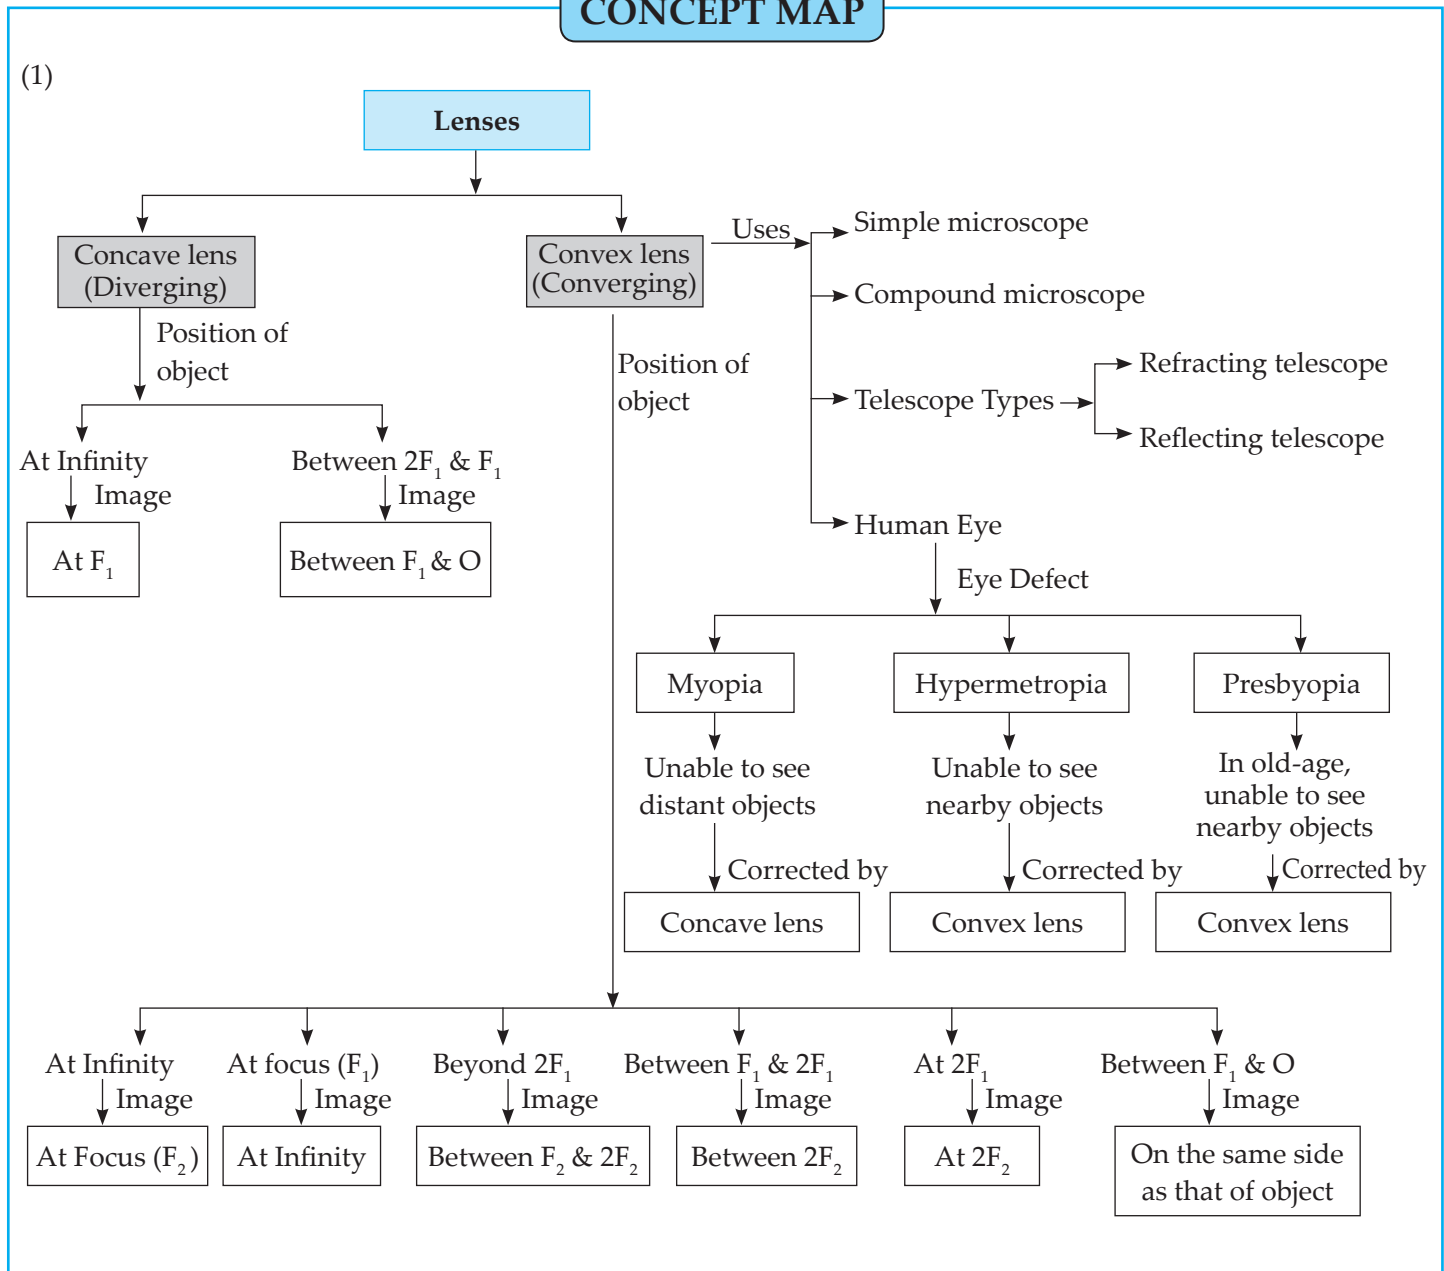 CONCEPT MAP
(1)
Lenses
Concave lens
(Diverging)
Convex lens
(Converging)
Uses
Simple microscope
Compound microscope
Telescope Types
Refracting telescope
Reflecting telescope
Human Eye
Position of
object
At Infinity
Image
At F₁
Between 2F₁ & F₁
Image
Between F₁ & O
Position of
object
Eye Defect
Myopia
Unable to see
distant objects
Corrected by
Concave lens
Hypermetropia
Unable to see
nearby objects
Corrected by
Convex lens
Presbyopia
In old-age,
unable to see
nearby objects
Corrected by
Convex lens
At Infinity
Image
At Focus (F₂)
At focus (F₁)
Image
At Infinity
Beyond 2F₁
Image
Between F₂ & 2F₂
Between F₁ & 2F₁
Image
Between 2F₂
At 2F₁
Image
At 2F₂
Between F₁ & O
Image
On the same side
as that of object